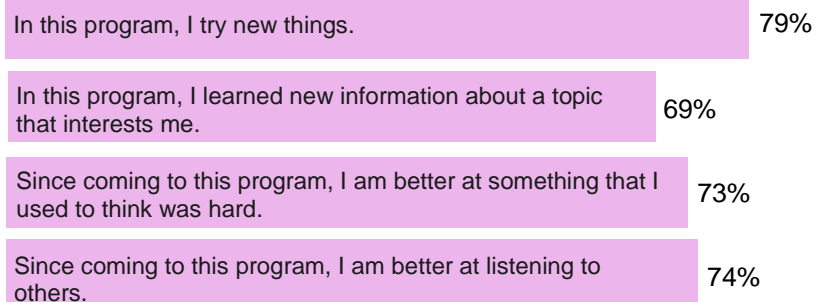 In this program, I try new things.
79%
In this program, I learned new information about a topic
that interests me.
69%
Since coming to this program, I am better at something that I
used to think was hard.
73%
Since coming to this program, I am better at listening to
others.
74%